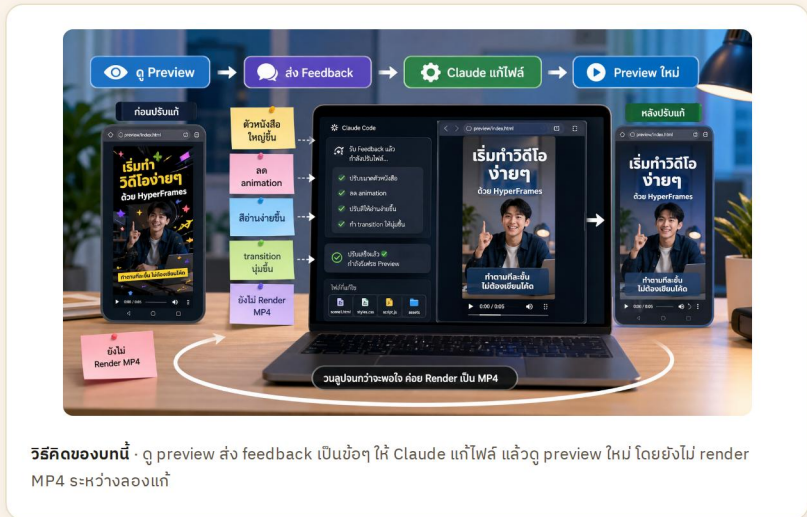 ดู Preview
ส่ง Feedback
Claude แก้ไฟล์
Preview ใหม่
ก่อนปรับแก้
preview/index.html
เริ่มทำ
วิดีโอง่ายๆ
ด้วย HyperFrames
ทำตามทีละขั้น ไม่ต้องเขียนโค้ด
0:00 / 0:05
ตัวหนังสือ
ใหญ่ขึ้น
ลด
animation
สีอ่านง่ายขึ้น
transition
นุ่มขึ้น
ยังไม่ Render
MP4
ยังไม่
Render MP4
Claude Code
รับ Feedback แล้ว
กำลังปรับไฟล์...
ปรับขนาดตัวหนังสือ
ลด animation
ปรับสีให้อ่านง่ายขึ้น
ทำ transition ให้นุ่มขึ้น
ปรับเสร็จแล้ว
ไฟล์ที่แก้ไข
styles.css
script.js
assets
preview/index.html
เริ่มทำวิดีโอ
ง่ายๆ
ด้วย HyperFrames
ทำตามทีละขั้น
ไม่ต้องเขียนโค้ด
0:00 / 0:05
หลังปรับแก้
preview/index.html
เริ่มทำวิดีโอ
ง่ายๆ
ด้วย HyperFrames
ทำตามทีละขั้น
ไม่ต้องเขียนโค้ด
0:00 / 0:05
วนลูปจนกว่าจะพอใจ ค่อย Render เป็น MP4
วิธีคิดของบทนี้ · ดู preview ส่ง feedback เป็นข้อๆ ให้ Claude แก้ไฟล์ แล้วดู preview ใหม่ โดยยังไม่ render
MP4 ระหว่างลองแก้